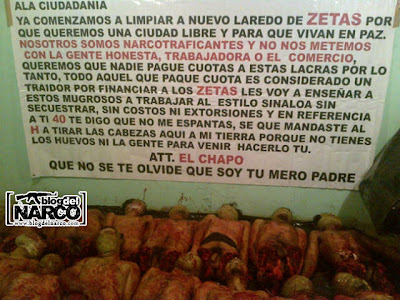 ALA CIUDADANIA
YA COMENZAMOS A LIMPIAR A NUEVO LAREDO DE ZETAS POR
QUE QUEREMOS UNA CIUDAD LIBRE Y PARA QUE VIVAN EN PAZ.
NOSOTROS SOMOS NARCOTRAFICANTES Y NO NOS METEMOS
CON LA GENTE HONESTA, TRABAJADORA O EL COMERCIO,
QUEREMOS QUE NADIE PAGUE CUOTAS A ESTAS LACRAS POR LO
TANTO, TODO AQUEL QUE PAQUE CUOTA ES CONSIDERADO UN
TRAIDOR POR FINANCIAR A LOS ZETAS LES VOY A ENSEÑAR A
ESTOS MUGROSOS A TRABAJAR AL ESTILO SINALOA SIN
SECUESTRAR, SIN COSTOS NI EXTORSIONES Y EN REFERENCIA
A TI 40 TE DIGO QUE NO ME ESPANTAS, SE QUE MANDASTE AL
H A TIRAR LAS CABEZAS AQUI A MI TIERRA PORQUE NO TIENES
LOS HUEVOS NI LA GENTE PARA VENIR HACERLO TU.
ATT. EL CHAPO
QUE NO SE TE OLVIDE QUE SOY TU MERO PADRE
blogdel
NARCO
www.blogdelnarco.com